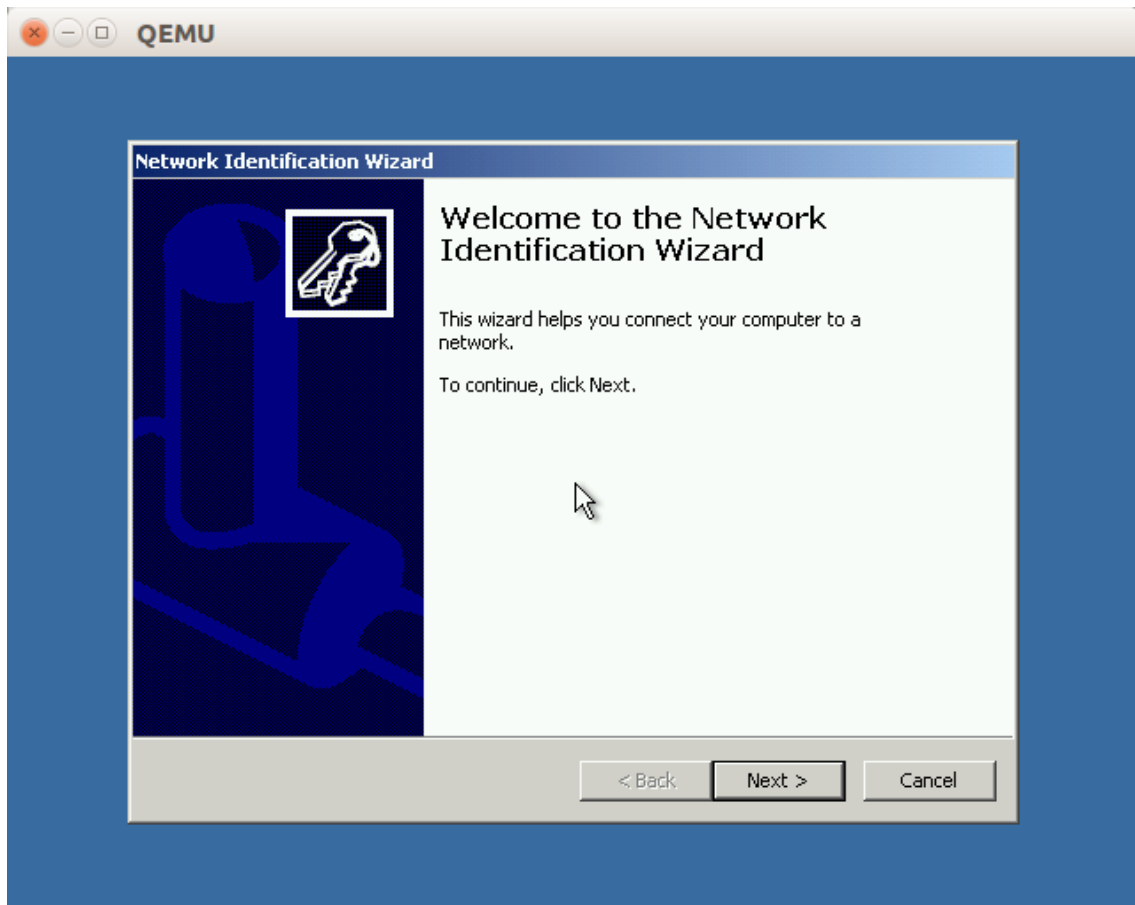 QEMU
Network Identification Wizard
Welcome to the Network
Identification Wizard
This wizard helps you connect your computer to a
network.
To continue, click Next.
< Back
Next >
Cancel